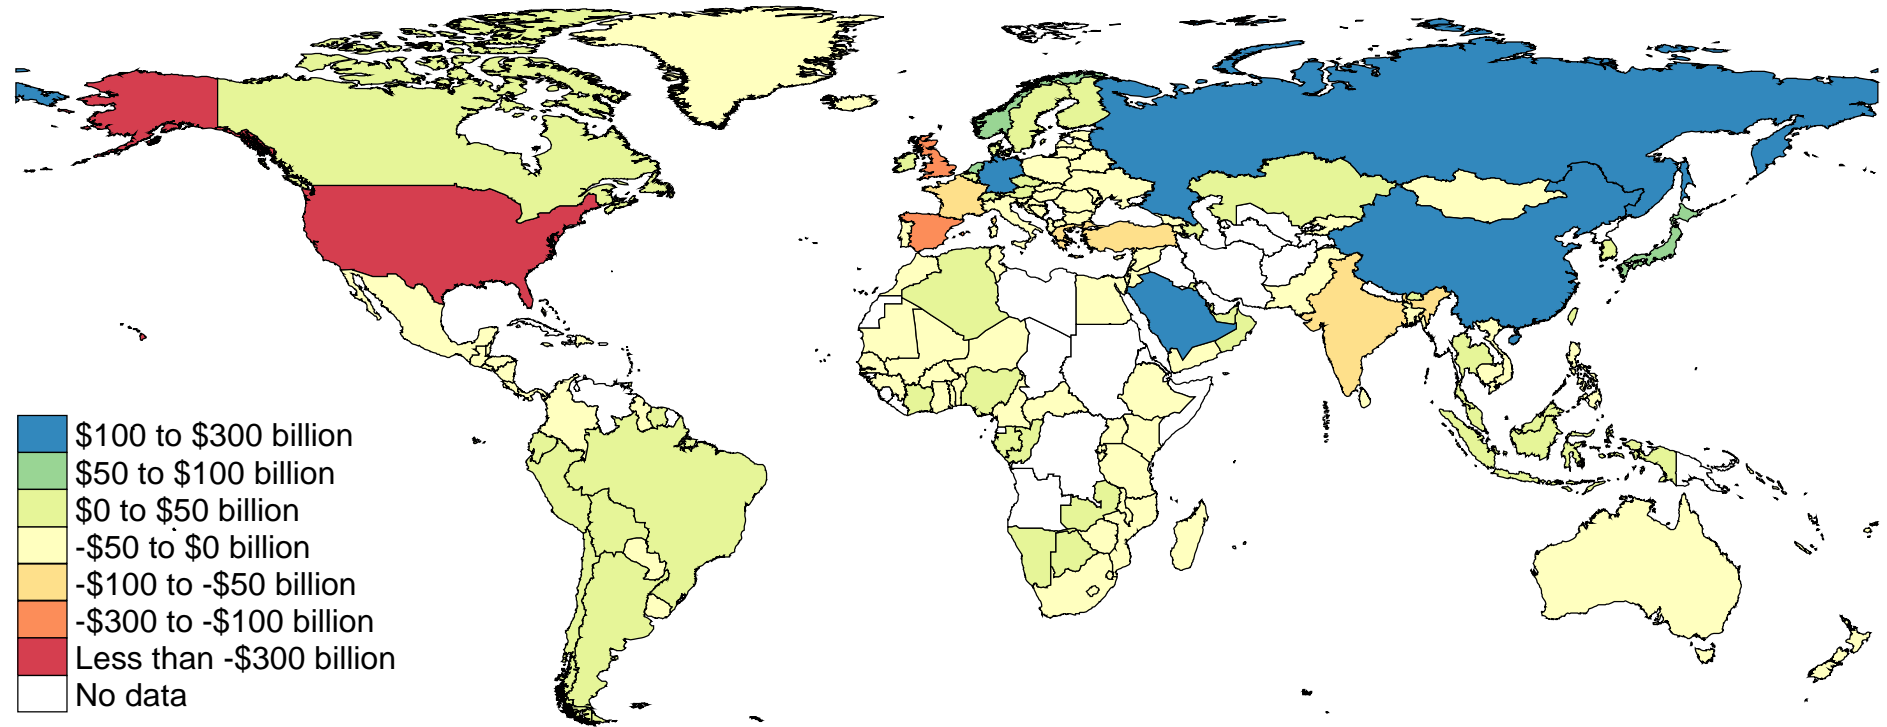 $100 to $300 billion
$50 to $100 billion
$0 to $50 billion
-$50 to $0 billion
-$100 to -$50 billion
-$300 to -$100 billion
Less than -$300 billion
No data